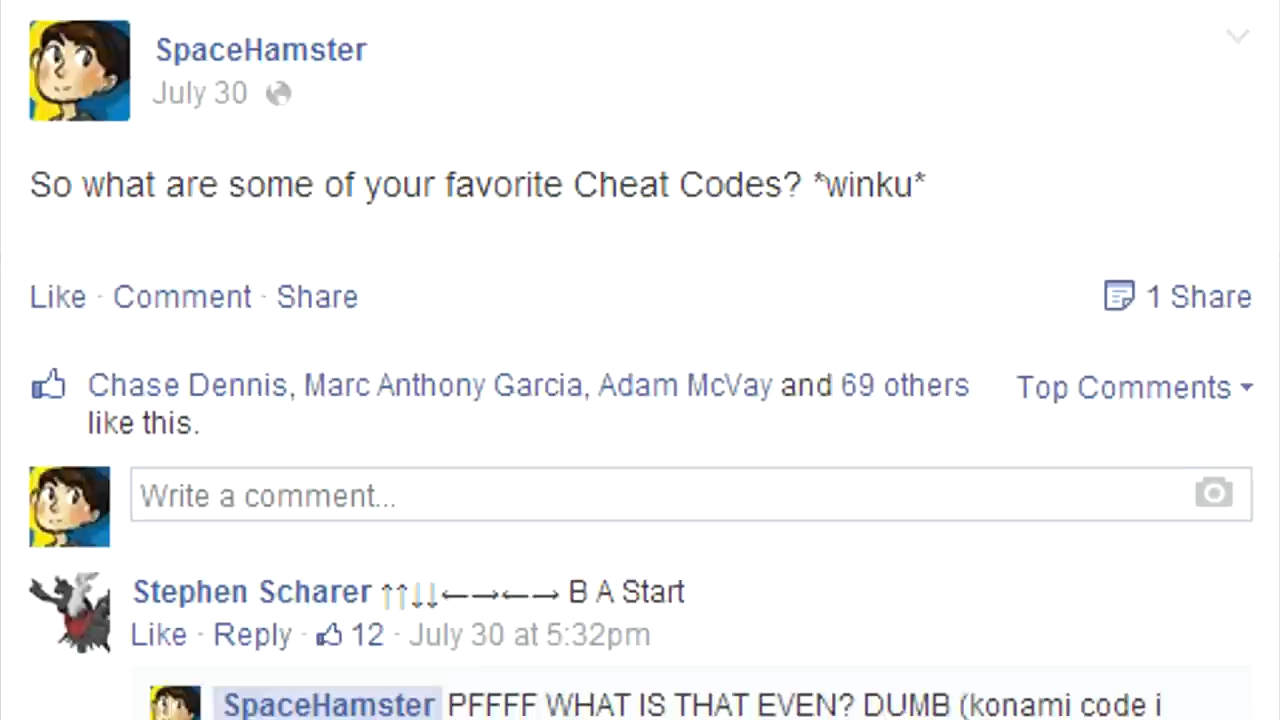 SpaceHamster
July 30
So what are some of your favorite Cheat Codes? *winku*
Like · Comment · Share
1 Share
Chase Dennis, Marc Anthony Garcia, Adam McVay and 69 others
like this.
Top Comments
Write a comment...
Stephen Scharer ↑↑↓↓←→←→ B A Start
Like · Reply · 12 · July 30 at 5:32pm
SpaceHamster PFFFF WHAT IS THAT EVEN? DUMB (konami code i